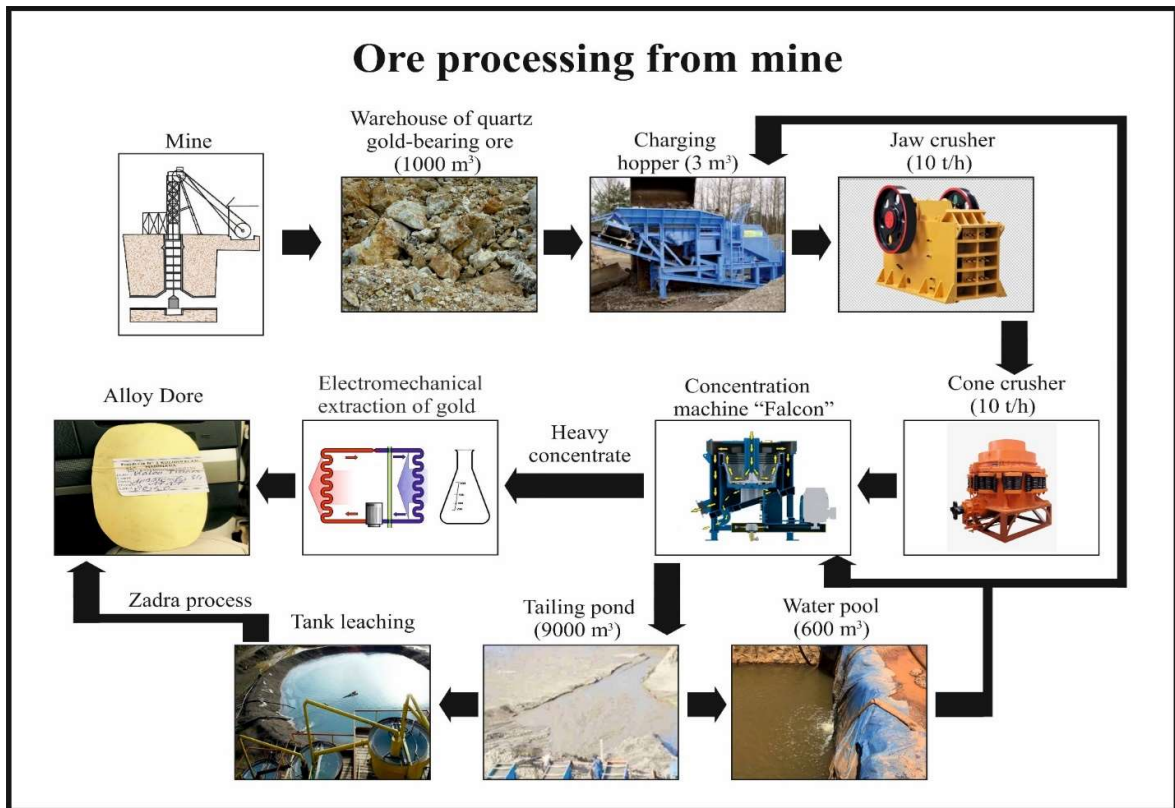 Ore processing from mine
Mine
Warehouse of quartz
gold-bearing ore
(1000 m³)
Charging
hopper (3 m³)
Jaw crusher
(10 t/h)
Alloy Dore
Electromechanical
extraction of gold
Heavy
concentrate
Concentration
machine “Falcon”
Cone crusher
(10 t/h)
Zadra process
Tank leaching
Tailing pond
(9000 m³)
Water pool
(600 m³)